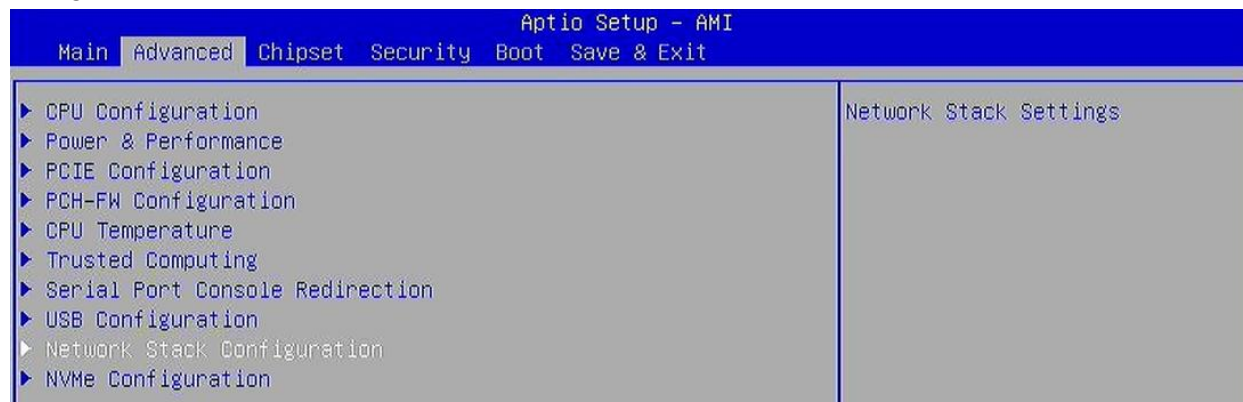 Aptio Setup – AMI
Main Advanced Chipset Security Boot Save & Exit
CPU Configuration
Network Stack Settings
Power & Performance
PCIE Configuration
PCH-FW Configuration
CPU Temperature
Trusted Computing
Serial Port Console Redirection
USB Configuration
Network Stack Configuration
NVMe Configuration